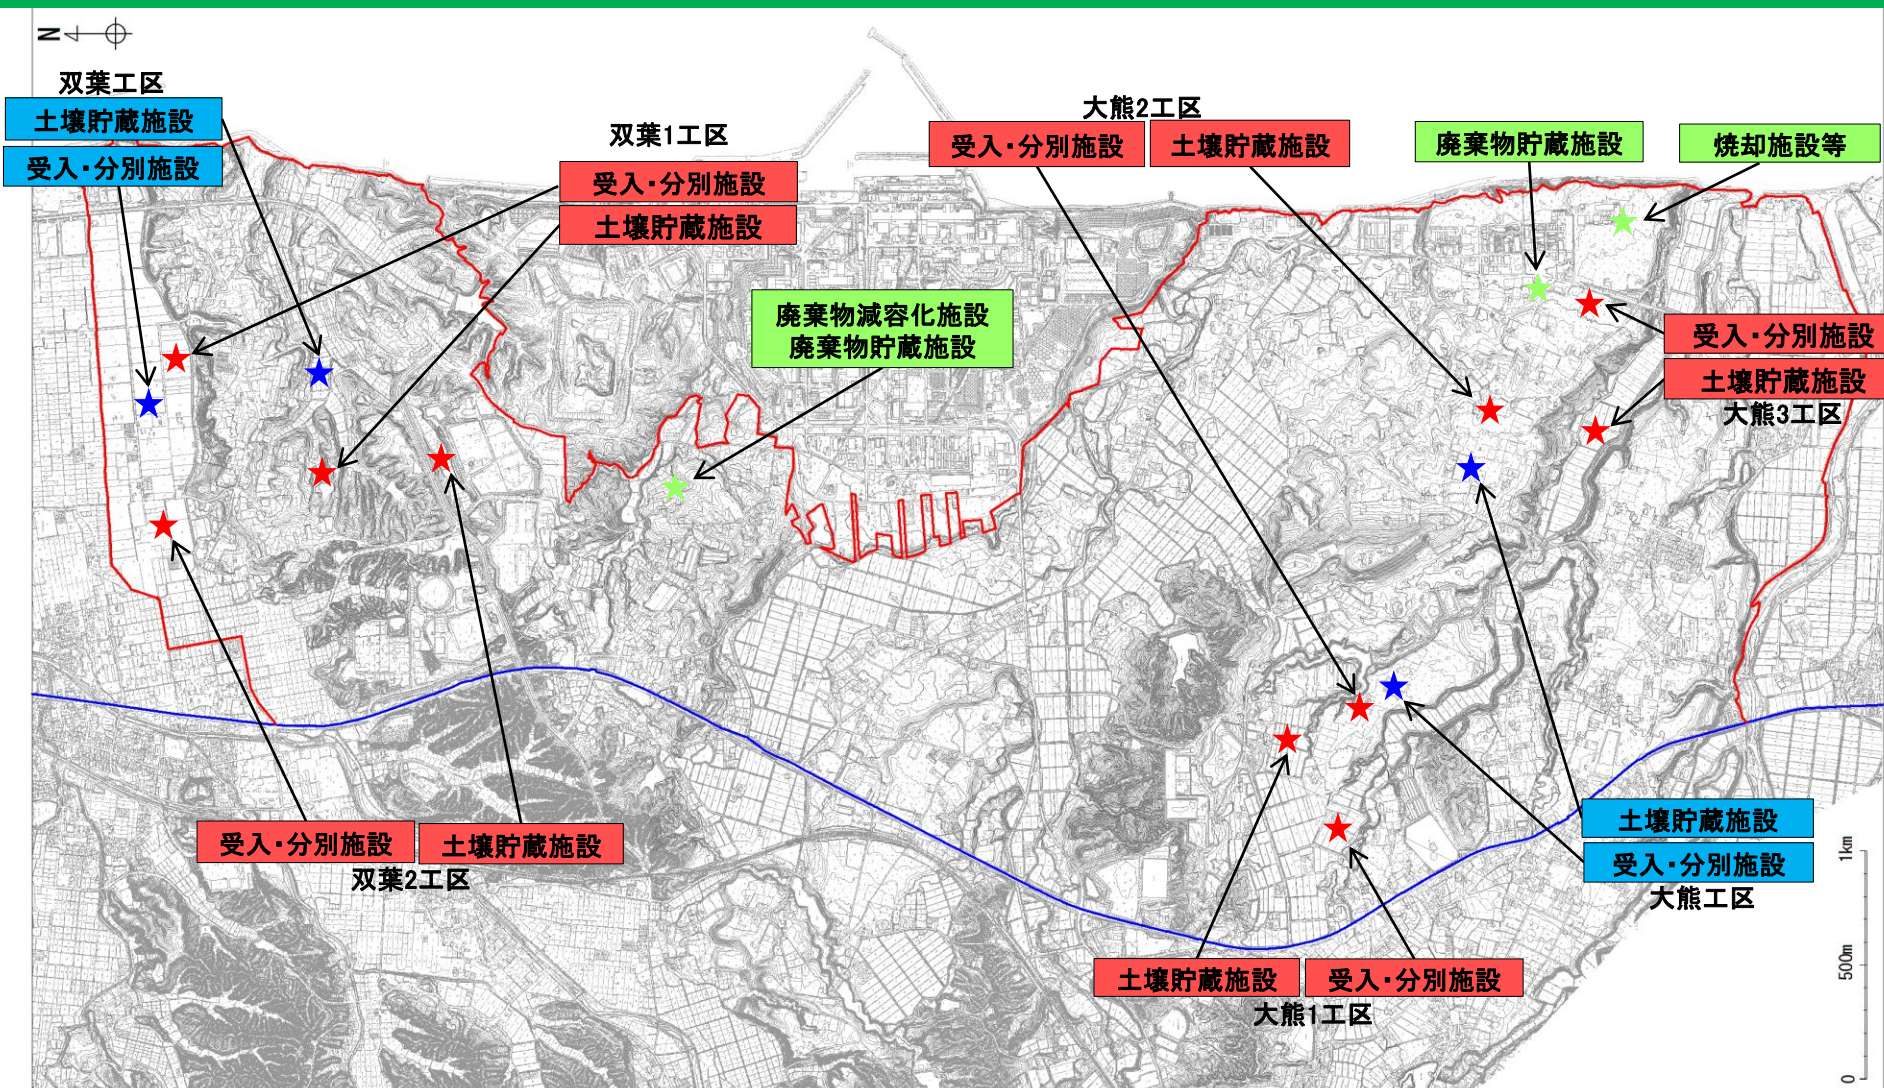 N
双葉工区
土壌貯蔵施設
受入・分別施設
双葉1工区
受入・分別施設
土壌貯蔵施設
大熊2工区
受入・分別施設
土壌貯蔵施設
廃棄物貯蔵施設
焼却施設等
廃棄物減容化施設
廃棄物貯蔵施設
受入・分別施設
土壌貯蔵施設
大熊3工区
受入・分別施設
土壌貯蔵施設
双葉2工区
土壌貯蔵施設
受入・分別施設
大熊工区
土壌貯蔵施設
受入・分別施設
大熊1工区
1km
500m
0